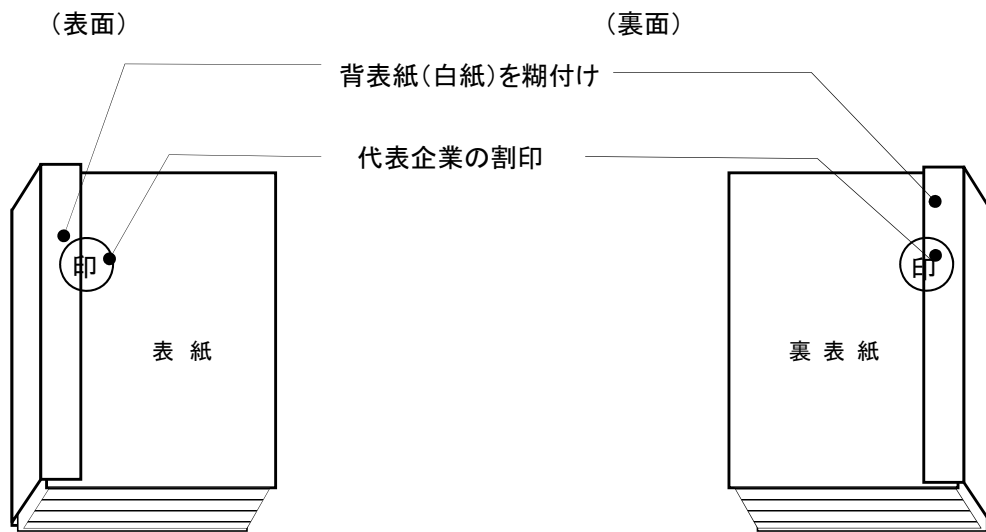 （表面）
（裏面）
背表紙（白紙）を糊付け
代表企業の割印
印
印
表 紙
裏 表 紙